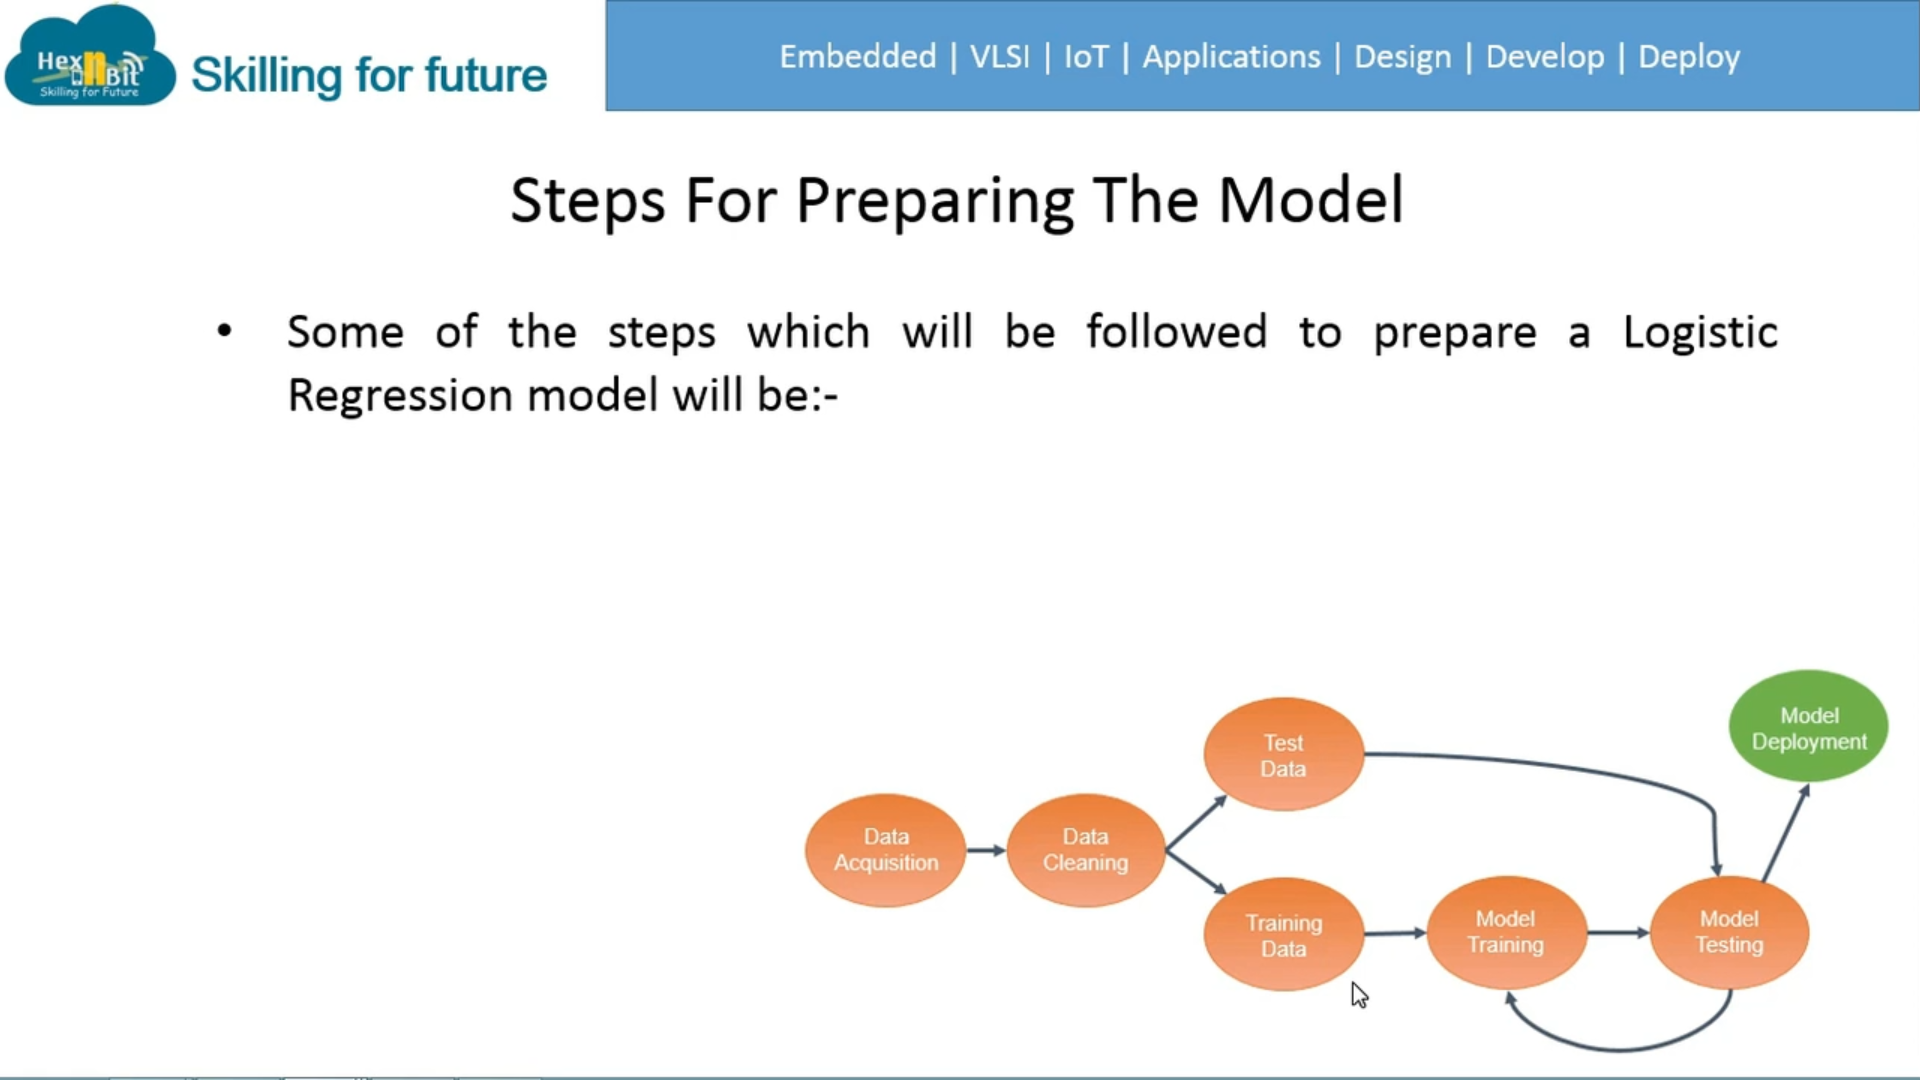 Hex n Bit
Skilling for Future
Skilling for future
Embedded | VLSI | IoT | Applications | Design | Develop | Deploy
Steps For Preparing The Model
• Some of the steps which will be followed to prepare a Logistic
Regression model will be:-
Data
Acquisition
Data
Cleaning
Test
Data
Training
Data
Model
Training
Model
Testing
Model
Deployment